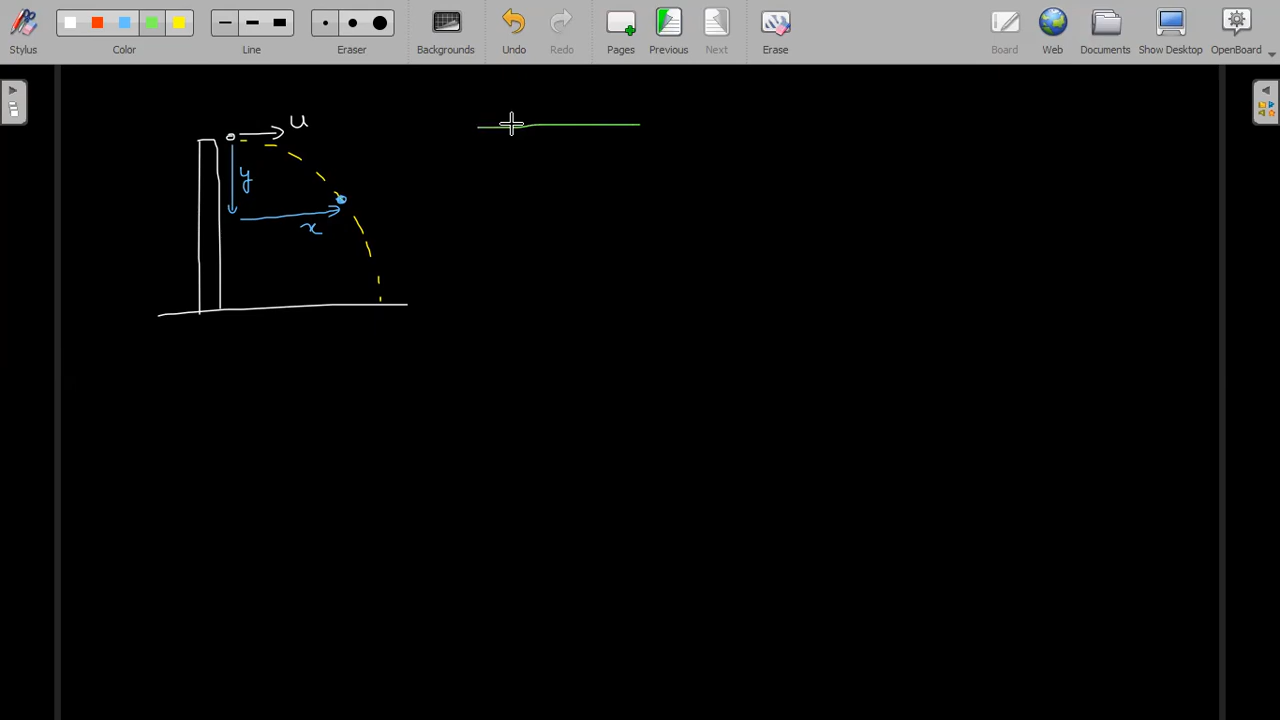 Stylus Color Line Eraser Backgrounds Undo Redo Pages Previous Next Erase Board Web Documents Show Desktop OpenBoard
u
y
x